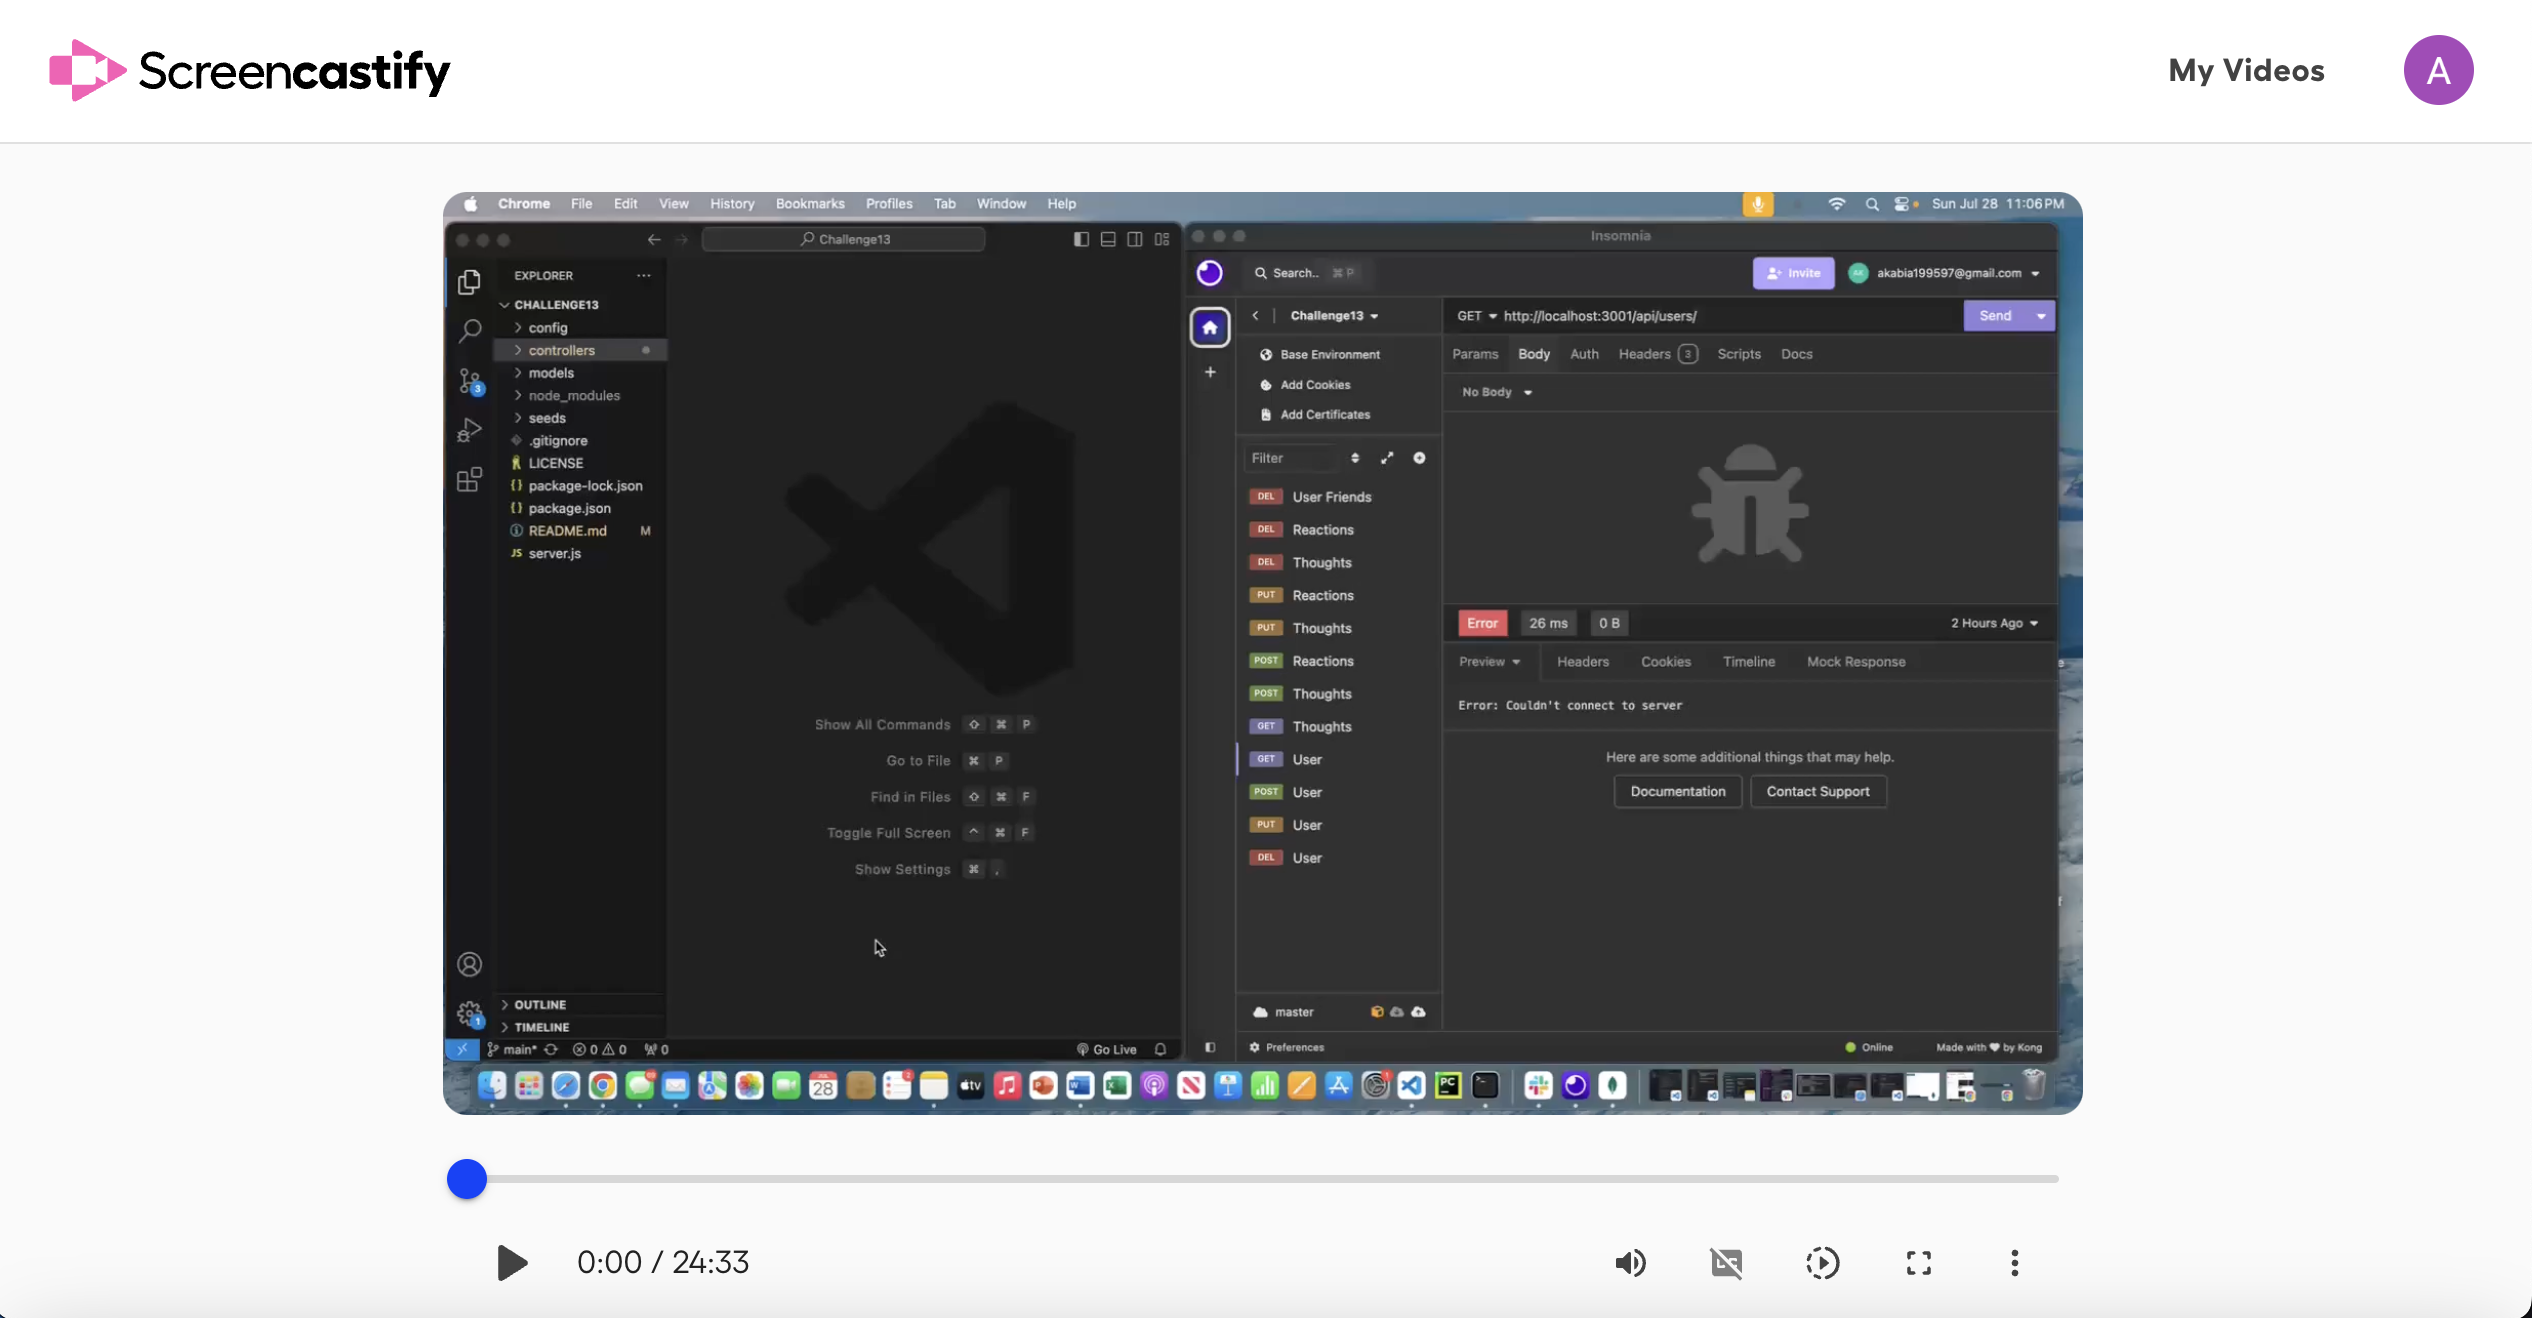 Screencastify
My Videos
A
Chrome File Edit View History Bookmarks Profiles Tab Window Help
Sun Jul 28 11:06 PM
Challenge13
EXPLORER
CHALLENGE13
config
controllers
models
node_modules
seeds
.gitignore
LICENSE
package-lock.json
package.json
README.md M
JS server.js
3
Show All Commands ⌘ P
Go to File ⌘ P
Find in Files ⌘ F
Toggle Full Screen ^ ⌘ F
Show Settings ⌘ ,
OUTLINE
1
TIMELINE
main* 0 0 0
Go Live
Insomnia
Search.. ⌘ P
Invite
AK
akabia199597@gmail.com
Challenge13
Base Environment
Add Cookies
Add Certificates
Filter
DEL User Friends
DEL Reactions
DEL Thoughts
PUT Reactions
PUT Thoughts
POST Reactions
POST Thoughts
GET Thoughts
GET User
POST User
PUT User
DEL User
master
Preferences
GET http://localhost:3001/api/users/
Send
Params Body Auth Headers 3 Scripts Docs
No Body
Error 26 ms 0 B
2 Hours Ago
Preview Headers Cookies Timeline Mock Response
Error: Couldn't connect to server
Here are some additional things that may help.
Documentation
Contact Support
Online
Made with ♥ by Kong
28
tv
PC
0:00 / 24:33